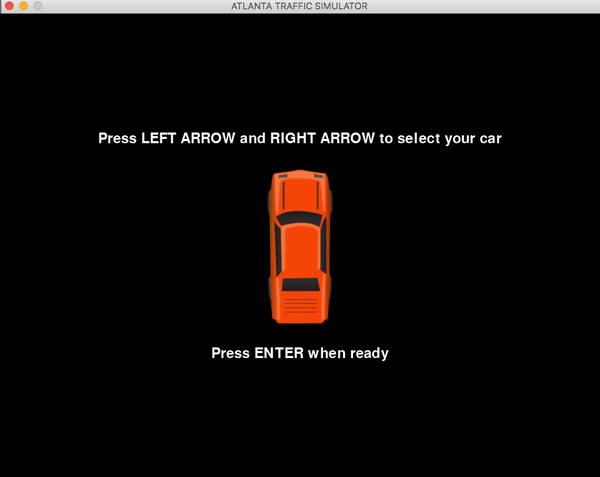 ATLANTA TRAFFIC SIMULATOR
Press LEFT ARROW and RIGHT ARROW to select your car
Press ENTER when ready